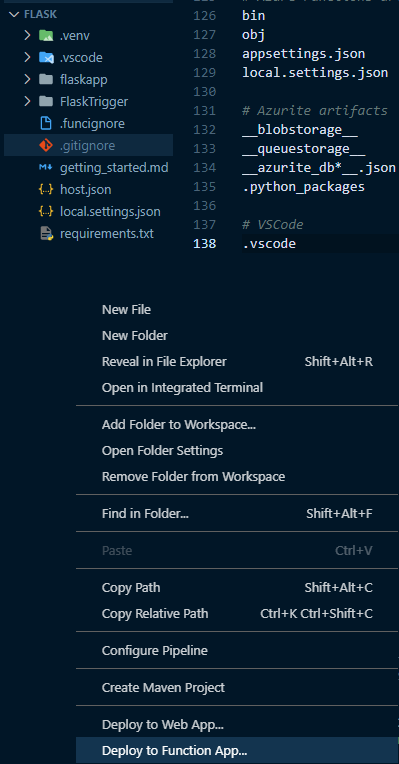 FLASK
.venv
.vscode
flaskapp
FlaskTrigger
.funcignore
.gitignore
getting_started.md
host.json
local.settings.json
requirements.txt
126 bin
127 obj
128 appsettings.json
129 local.settings.json
130
131 # Azurite artifacts
132 __blobstorage__
133 __queuestorage__
134 __azurite_db*__.json
135 .python_packages
136
137 # VSCode
138 .vscode
New File
New Folder
Reveal in File Explorer Shift+Alt+R
Open in Integrated Terminal
Add Folder to Workspace...
Open Folder Settings
Remove Folder from Workspace
Find in Folder... Shift+Alt+F
Paste Ctrl+V
Copy Path Shift+Alt+C
Copy Relative Path Ctrl+K Ctrl+Shift+C
Configure Pipeline
Create Maven Project
Deploy to Web App...
Deploy to Function App...